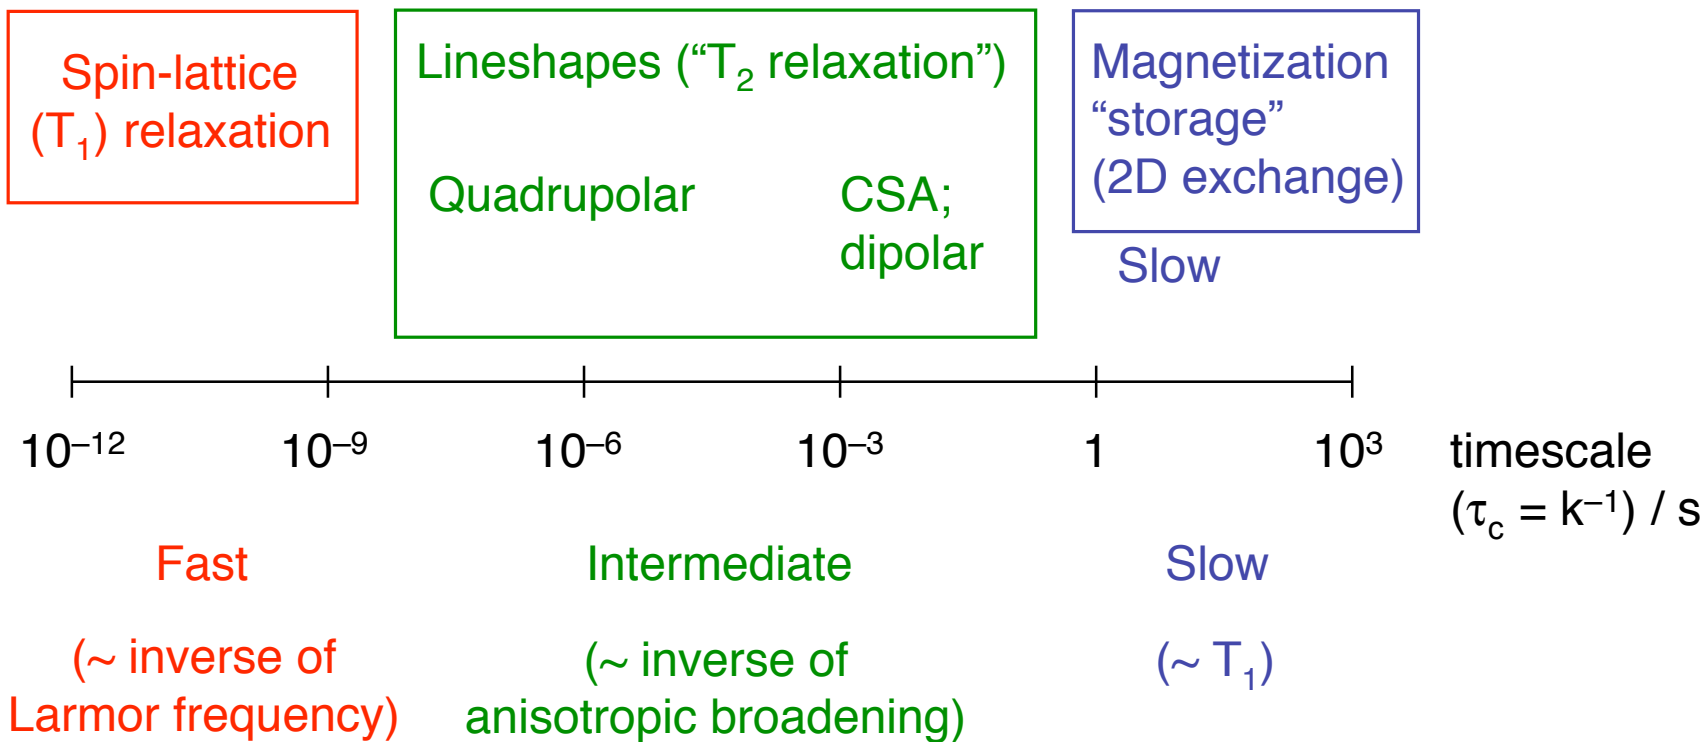 Spin-lattice
(T₁) relaxation
Lineshapes (“T₂ relaxation”)
Quadrupolar
CSA;
dipolar
Magnetization
“storage”
(2D exchange)
Slow
10⁻¹²
10⁻⁹
10⁻⁶
10⁻³
1
10³
timescale
(τ꜀ = k⁻¹) / s
Fast
Intermediate
Slow
(~ inverse of
Larmor frequency)
(~ inverse of
anisotropic broadening)
(~ T₁)